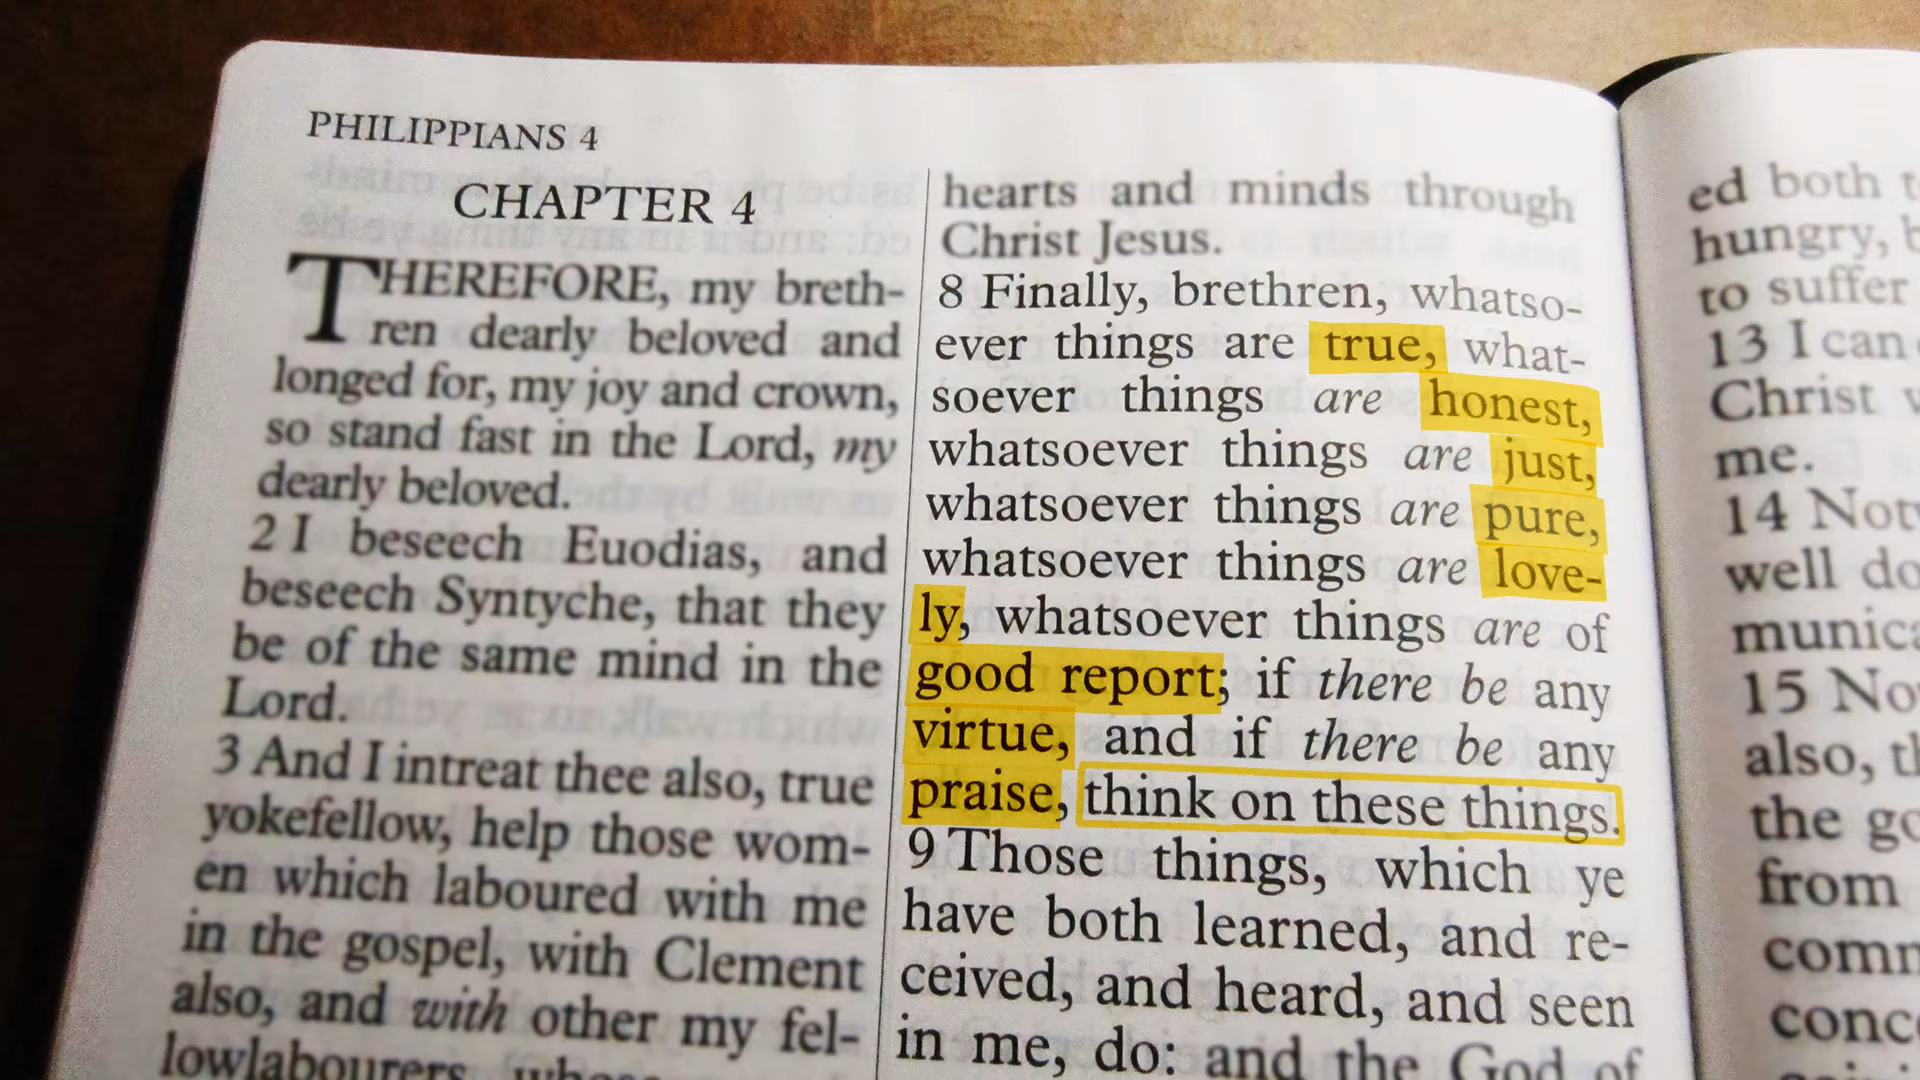 PHILIPPIANS 4
CHAPTER 4
THEREFORE, my breth-
ren dearly beloved and
longed for, my joy and crown,
so stand fast in the Lord, my
dearly beloved.
2 I beseech Euodias, and
beseech Syntyche, that they
be of the same mind in the
Lord.
3 And I intreat thee also, true
yokefellow, help those wom-
en which laboured with me
in the gospel, with Clement
also, and with other my fel-
lowlabourers
hearts and minds through
Christ Jesus.
8 Finally, brethren, whatso-
ever things are true, what-
soever things are honest,
whatsoever things are just,
whatsoever things are pure,
whatsoever things are love-
ly, whatsoever things are of
good report; if there be any
virtue, and if there be any
praise, think on these things.
9 Those things, which ye
have both learned, and re-
ceived, and heard, and seen
in me, do: and the God of
ed both
hungry,
to suffer
13 I can
Christ
me.
14
well
15
also,
the
from